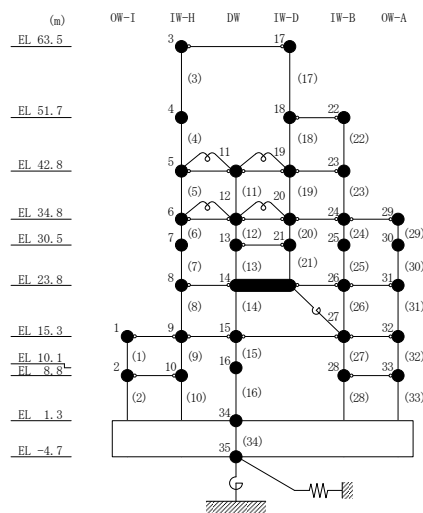 (m) OW-I IW-H DW IW-D IW-B OW-A
EL 63.5 3 17
(3) (17)
EL 51.7 4 18 22
(4) (18) (22)
EL 42.8 5 11 19 23
(5) (11) (19) (23)
EL 34.8 6 12 20 24 29
(6) (12) (20) (24) (29)
EL 30.5 7 13 21 25 30
(7) (13) (21) (25) (30)
EL 23.8 8 14 26 31
(8) (14) (26) (31)
27
EL 15.3 1 9 15 32
(1) (9) (15) (27) (32)
EL 10.1 16
EL 8.8 2 10 28 33
(2) (10) (16) (28) (33)
EL 1.3 34
(34)
EL -4.7 35